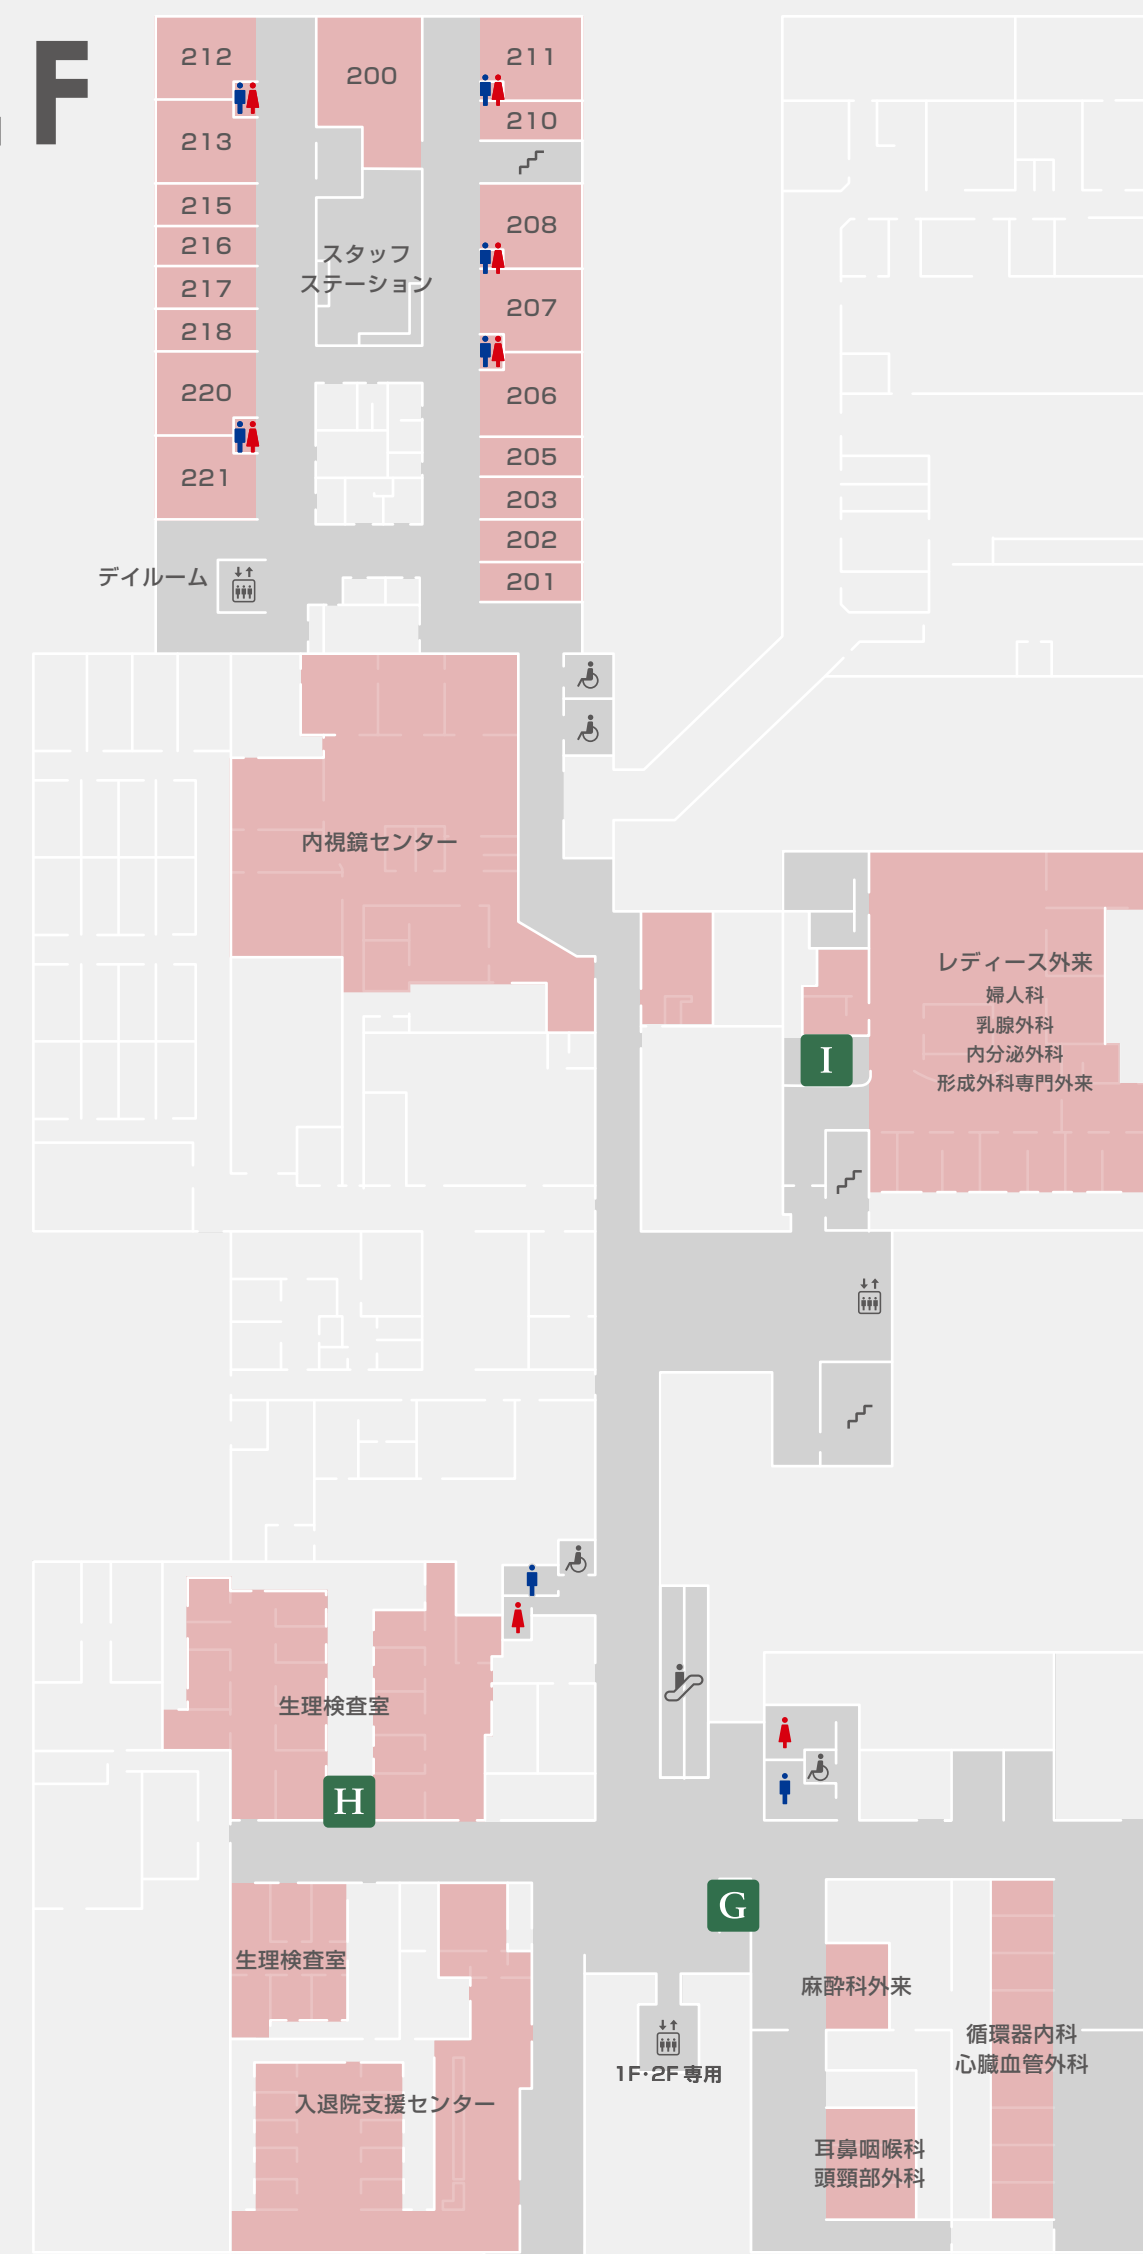 F
212
200
211
210
213
215
208
216
スタッフ
ステーション
217
207
218
220
206
205
221
203
202
デイルーム
201
内視鏡センター
レディース外来
婦人科
乳腺外科
内分泌外科
形成外科専門外来
I
生理検査室
H
G
生理検査室
麻酔科外来
循環器内科
心臓血管外科
1F･2F 専用
入退院支援センター
耳鼻咽喉科
頭頸部外科